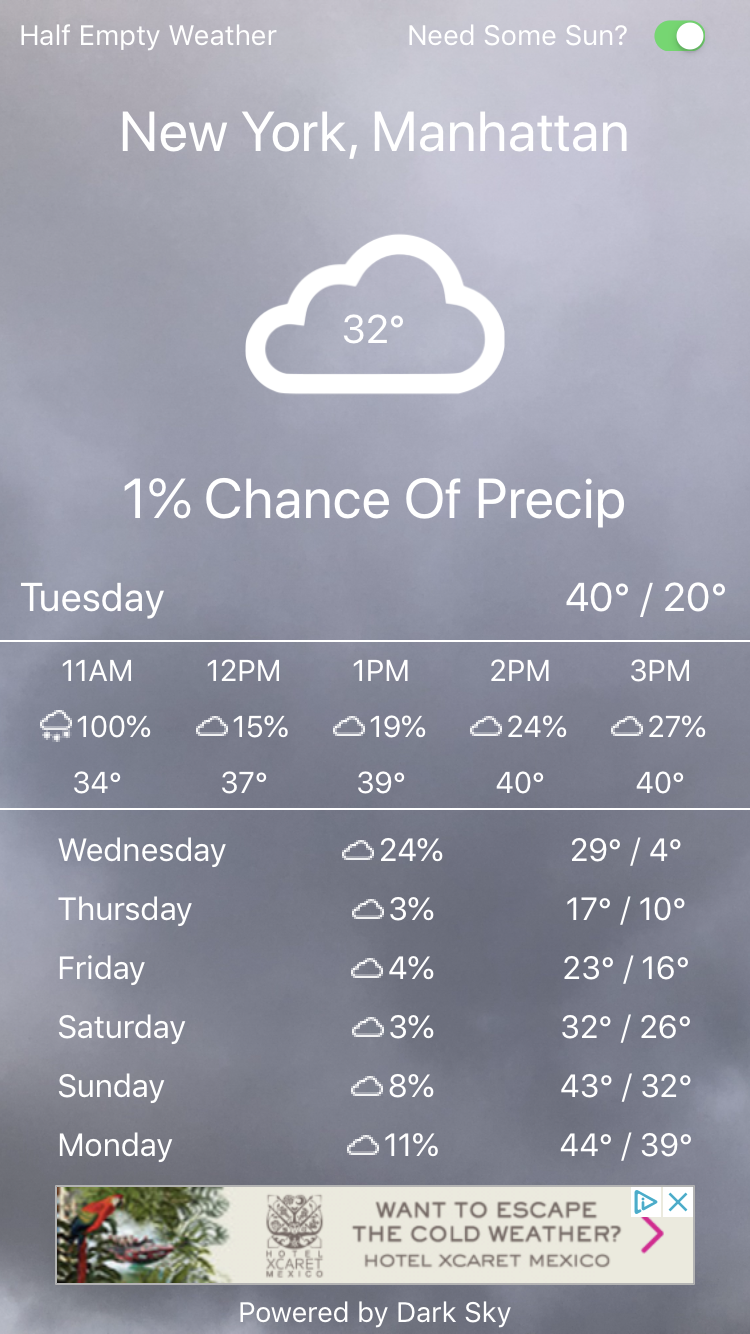 Half Empty Weather Need Some Sun?
New York, Manhattan
32°
1% Chance Of Precip
Tuesday 40° / 20°
11AM 12PM 1PM 2PM 3PM
100% 15% 19% 24% 27%
34° 37° 39° 40° 40°
Wednesday 24% 29° / 4°
Thursday 3% 17° / 10°
Friday 4% 23° / 16°
Saturday 3% 32° / 26°
Sunday 8% 43° / 32°
Monday 11% 44° / 39°
WANT TO ESCAPE
THE COLD WEATHER?
HOTEL XCARET MEXICO
HOTEL
XCARET
MEXICO
Powered by Dark Sky